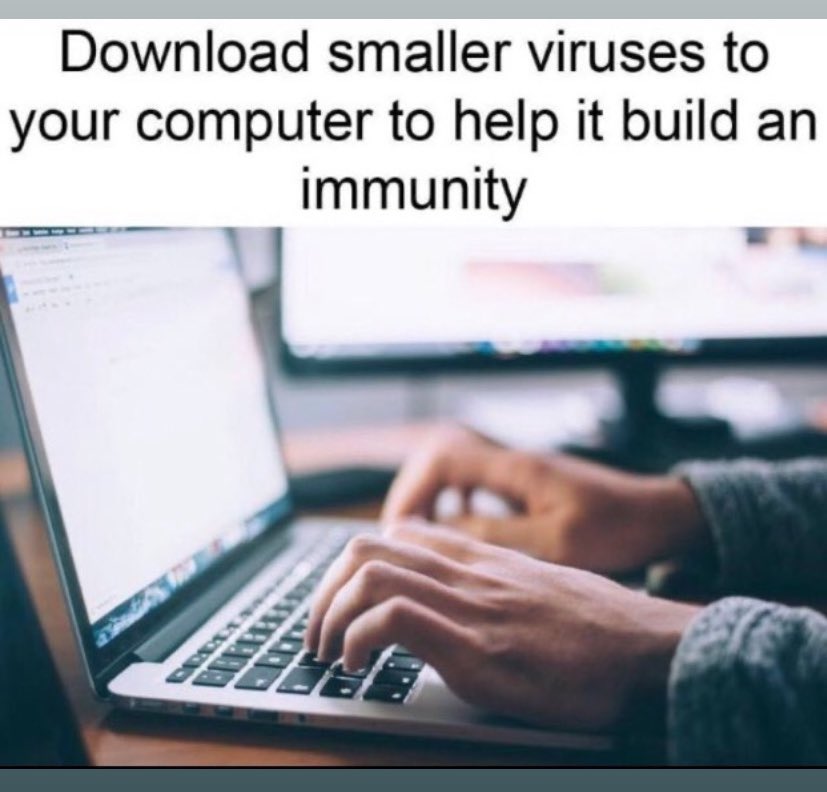 Download smaller viruses to
your computer to help it build an
immunity